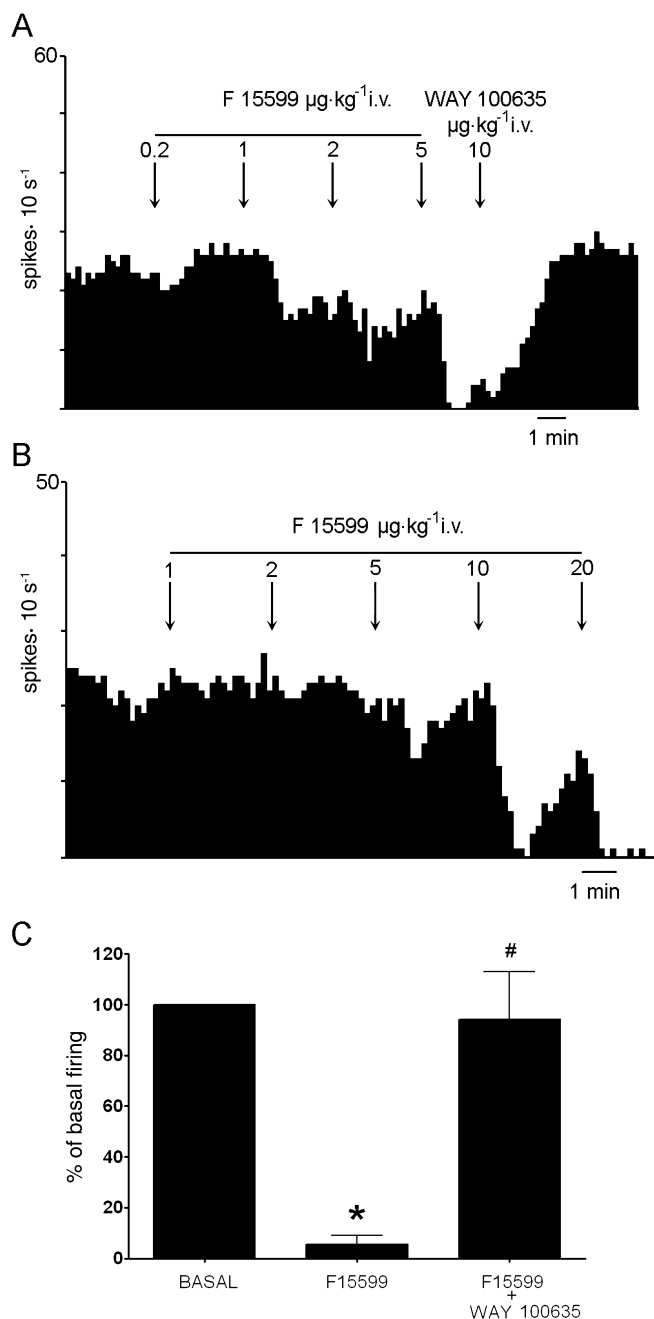 A
60
F 15599 µg·kg⁻¹i.v.
WAY 100635
µg·kg⁻¹i.v.
0.2 1 2 5 10
spikes· 10 s⁻¹
1 min
B
50
F 15599 µg·kg⁻¹i.v.
1 2 5 10 20
spikes· 10 s⁻¹
1 min
C
120
100
80
60
40
20
0
% of basal firing
#
*
BASAL F15599 F15599
+
WAY 100635